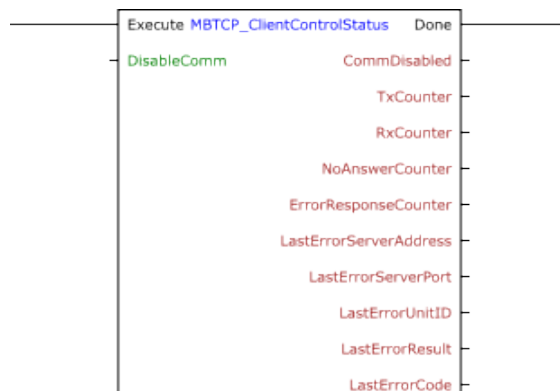 Execute MBTCP_ClientControlStatus Done
DisableComm CommDisabled
TxCounter
RxCounter
NoAnswerCounter
ErrorResponseCounter
LastErrorServerAddress
LastErrorServerPort
LastErrorUnitID
LastErrorResult
LastErrorCode